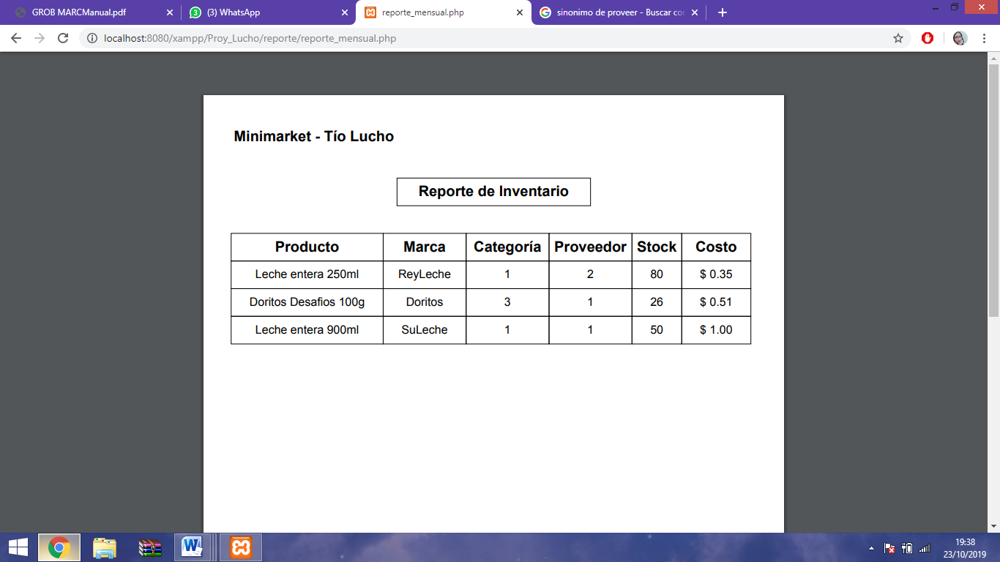 GROB MARCManual.pdf
(3) WhatsApp
reporte_mensual.php
sinonimo de proveer - Buscar co
localhost:8080/xampp/Proy_Lucho/reporte/reporte_mensual.php
Minimarket - Tío Lucho
Reporte de Inventario
Producto Marca Categoría Proveedor Stock Costo
Leche entera 250ml ReyLeche 1 2 80 $ 0.35
Doritos Desafios 100g Doritos 3 1 26 $ 0.51
Leche entera 900ml SuLeche 1 1 50 $ 1.00
19:38
23/10/2019